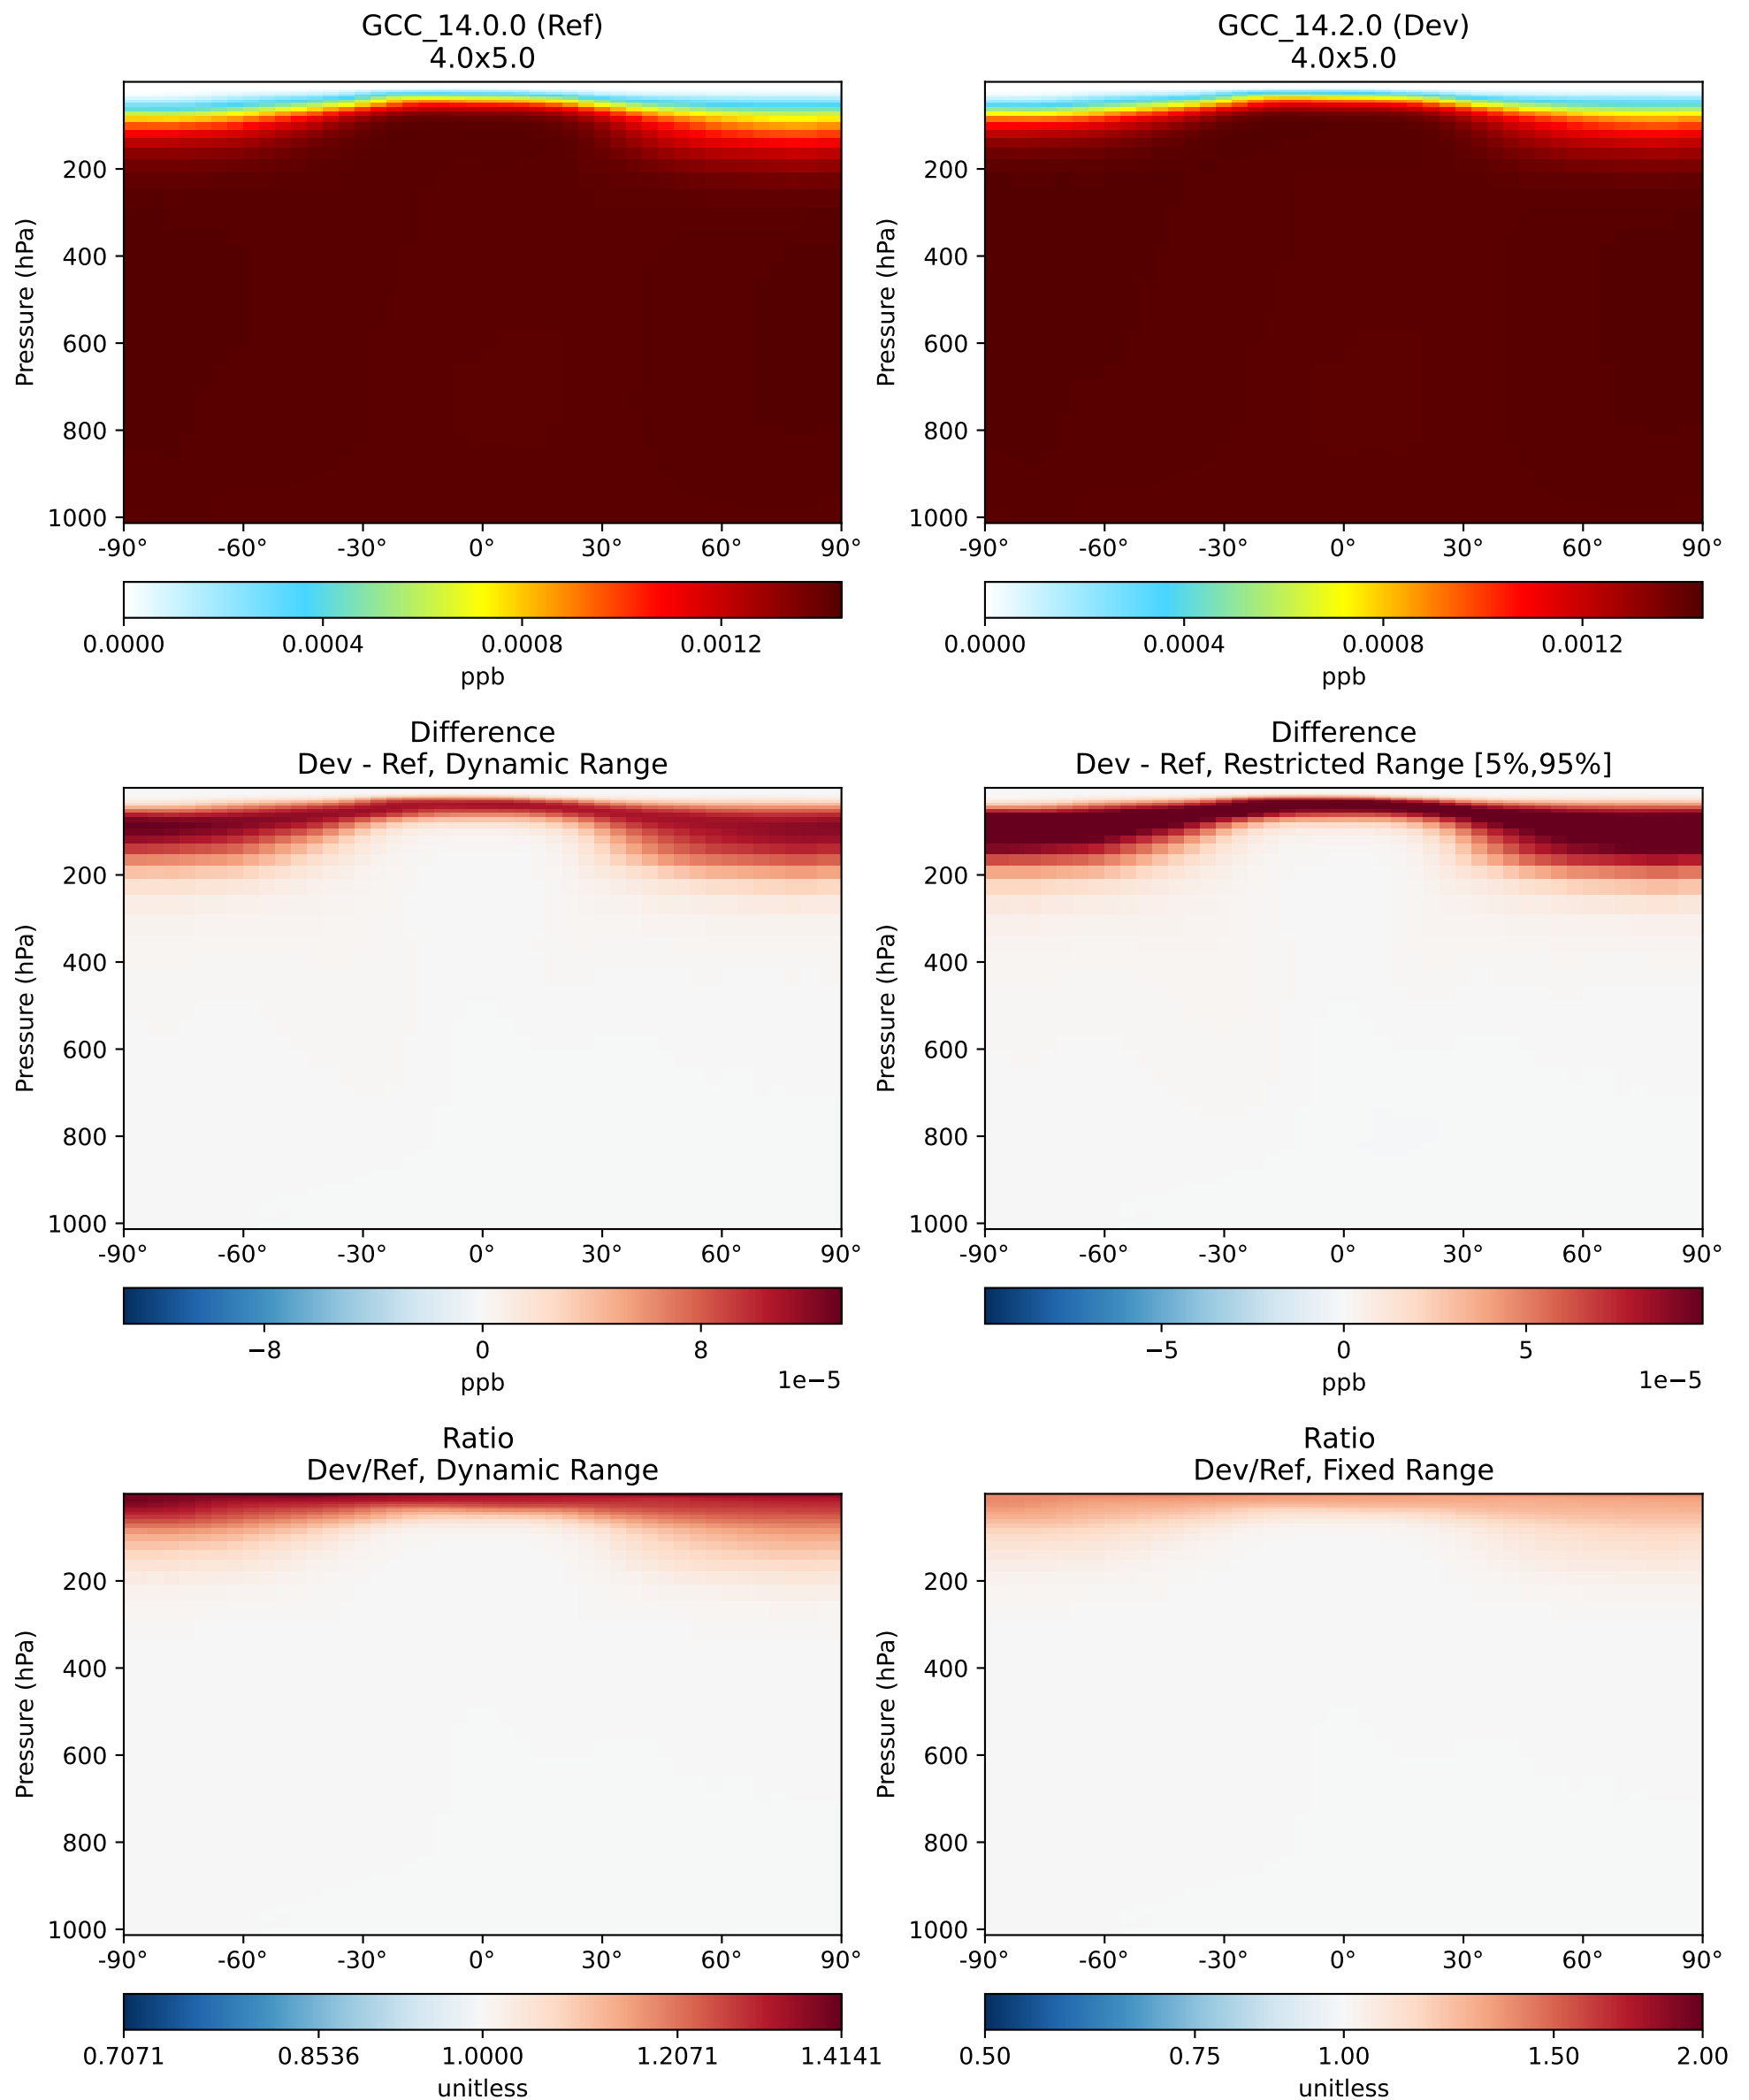 GCC_14.0.0 (Ref)
4.0x5.0
Pressure (hPa)
200
400
600
800
1000
-90° -60° -30° 0° 30° 60° 90°
0.0000 0.0004 0.0008 0.0012
ppb
GCC_14.2.0 (Dev)
4.0x5.0
Pressure (hPa)
200
400
600
800
1000
-90° -60° -30° 0° 30° 60° 90°
0.0000 0.0004 0.0008 0.0012
ppb
Difference
Dev - Ref, Dynamic Range
Pressure (hPa)
200
400
600
800
1000
-90° -60° -30° 0° 30° 60° 90°
−8 0 8
ppb 1e−5
Difference
Dev - Ref, Restricted Range [5%,95%]
Pressure (hPa)
200
400
600
800
1000
-90° -60° -30° 0° 30° 60° 90°
−5 0 5
ppb 1e−5
Ratio
Dev/Ref, Dynamic Range
Pressure (hPa)
200
400
600
800
1000
-90° -60° -30° 0° 30° 60° 90°
0.7071 0.8536 1.0000 1.2071 1.4141
unitless
Ratio
Dev/Ref, Fixed Range
Pressure (hPa)
200
400
600
800
1000
-90° -60° -30° 0° 30° 60° 90°
0.50 0.75 1.00 1.50 2.00
unitless